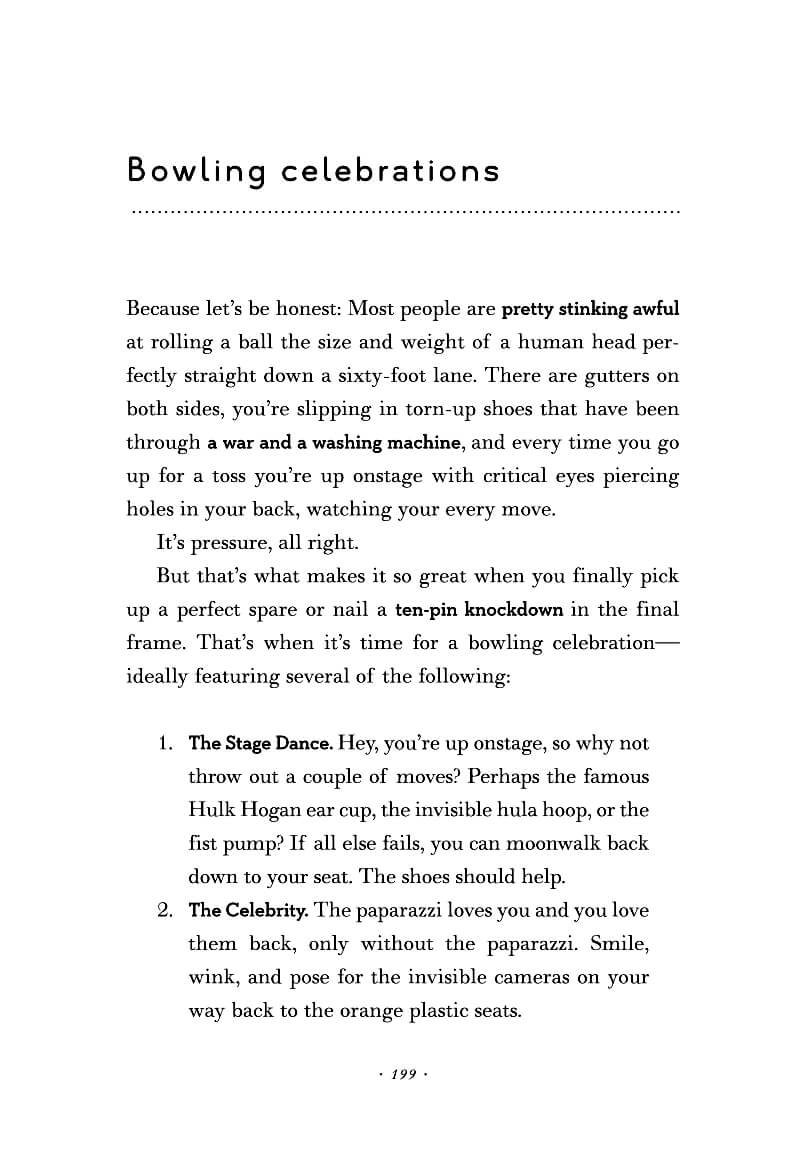 Bowling celebrations
Because let's be honest: Most people are pretty stinking awful
at rolling a ball the size and weight of a human head per-
fectly straight down a sixty-foot lane. There are gutters on
both sides, you're slipping in torn-up shoes that have been
through a war and a washing machine, and every time you go
up for a toss you're up onstage with critical eyes piercing
holes in your back, watching your every move.
It's pressure, all right.
But that's what makes it so great when you finally pick
up a perfect spare or nail a ten-pin knockdown in the final
frame. That's when it's time for a bowling celebration—
ideally featuring several of the following:
1. The Stage Dance. Hey, you're up onstage, so why not
throw out a couple of moves? Perhaps the famous
Hulk Hogan ear cup, the invisible hula hoop, or the
fist pump? If all else fails, you can moonwalk back
down to your seat. The shoes should help.
2. The Celebrity. The paparazzi loves you and you love
them back, only without the paparazzi. Smile,
wink, and pose for the invisible cameras on your
way back to the orange plastic seats.
· 199 ·